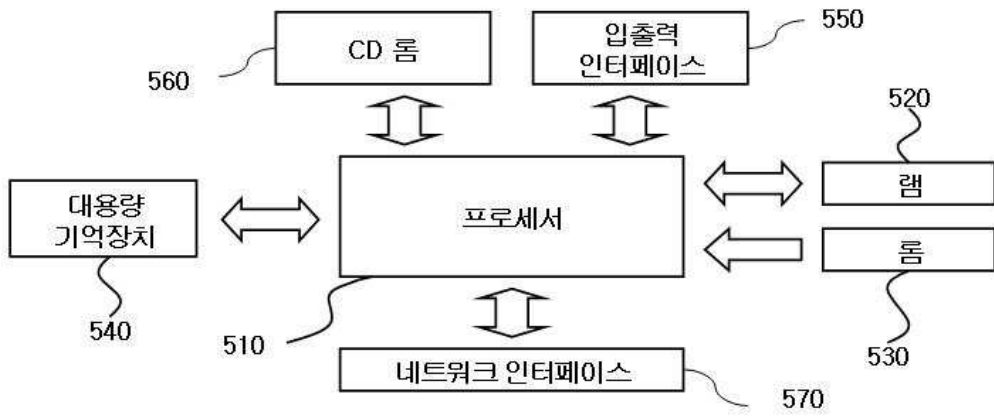 CD 롬
560
입출력
인터페이스
550
520
램
대용량
기억장치
540
프로세서
510
롬
530
네트워크 인터페이스
570